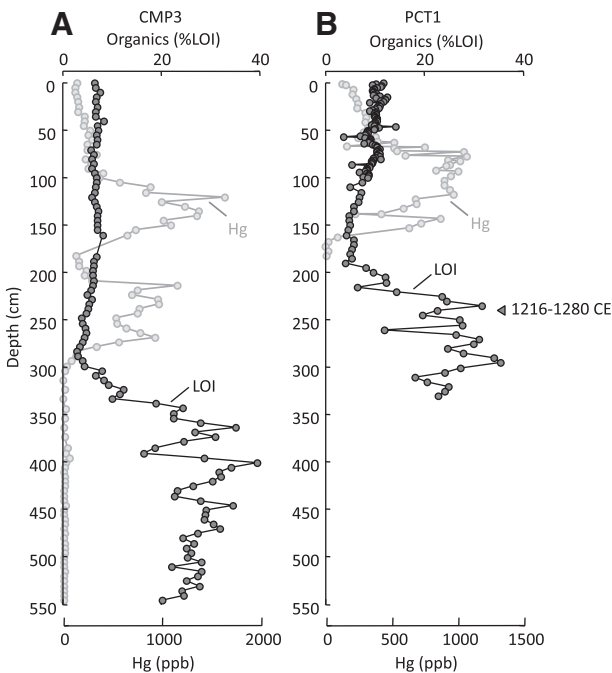 A
CMP3
Organics (%LOI)
0 20 40
B
PCT1
Organics (%LOI)
0 20 40
Depth (cm)
0
50
100
150
200
250
300
350
400
450
500
550
Hg
LOI
0 1000 2000
Hg (ppb)
0
50
100
150
200
250
300
350
400
450
500
550
Hg
LOI
1216-1280 CE
0 500 1000 1500
Hg (ppb)